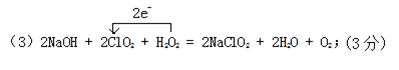 2e⁻
(3) 2NaOH + 2ClO₂ + H₂O₂ = 2NaClO₂ + 2H₂O + O₂; (3分)